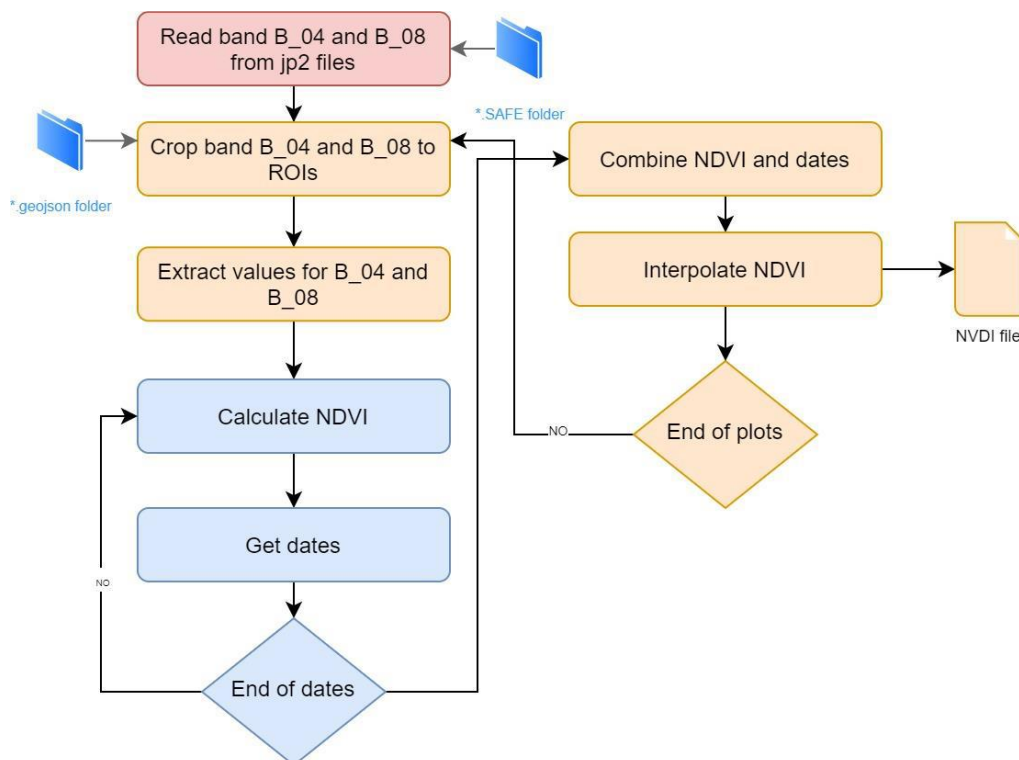 Read band B_04 and B_08
from jp2 files
*.SAFE folder
Crop band B_04 and B_08 to
ROIs
*.geojson folder
Extract values for B_04 and
B_08
Calculate NDVI
Get dates
NO
End of dates
Combine NDVI and dates
Interpolate NDVI
NVDI file
End of plots
NO